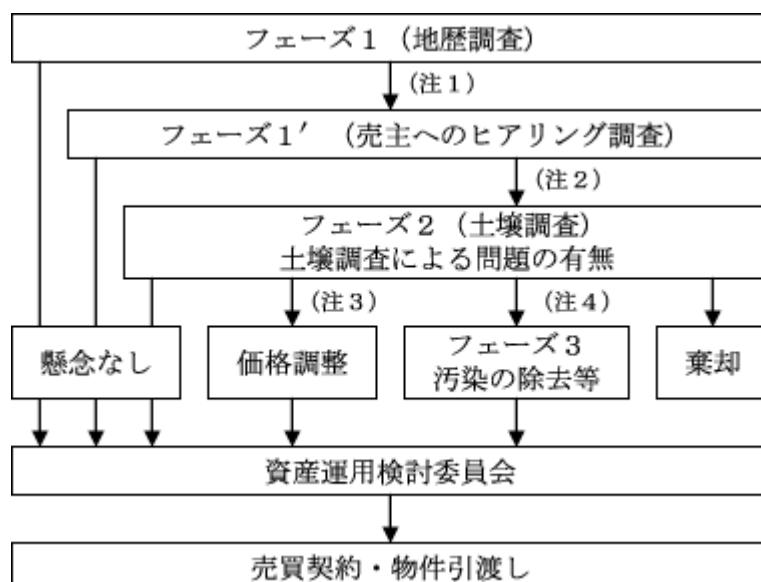 フェーズ1（地歴調査）
（注1）
フェーズ1′（売主へのヒアリング調査）
（注2）
フェーズ2（土壌調査）
土壌調査による問題の有無
（注3）
（注4）
懸念なし
価格調整
フェーズ3
汚染の除去等
棄却
資産運用検討委員会
売買契約・物件引渡し